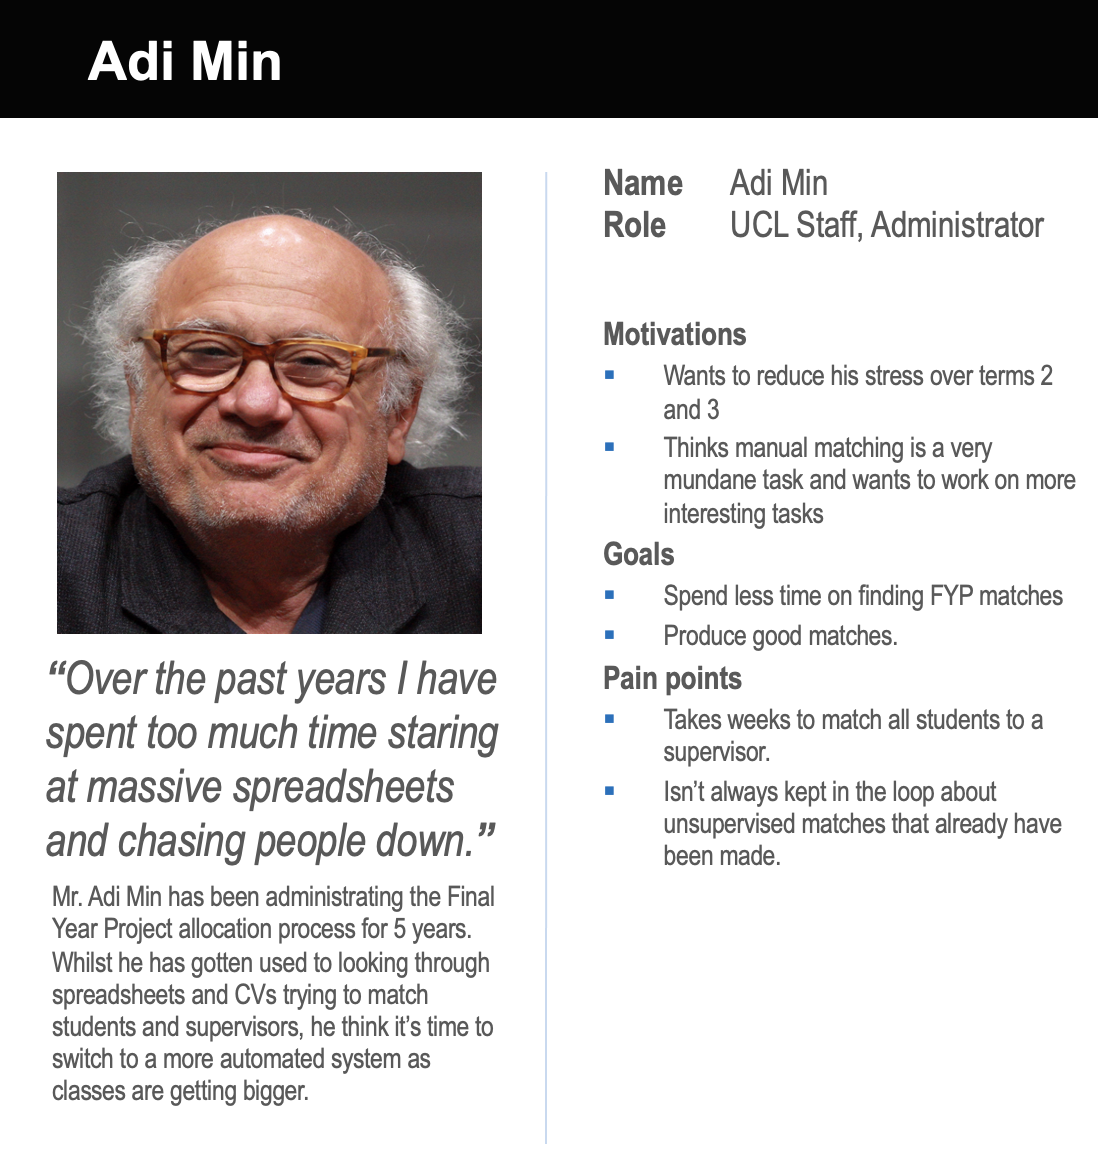 Adi Min
Name Adi Min
Role UCL Staff, Administrator
Motivations
▪ Wants to reduce his stress over terms 2
and 3
▪ Thinks manual matching is a very
mundane task and wants to work on more
interesting tasks
Goals
▪ Spend less time on finding FYP matches
▪ Produce good matches.
Pain points
▪ Takes weeks to match all students to a
supervisor.
▪ Isn’t always kept in the loop about
unsupervised matches that already have
been made.
“Over the past years I have
spent too much time staring
at massive spreadsheets
and chasing people down.”
Mr. Adi Min has been administrating the Final
Year Project allocation process for 5 years.
Whilst he has gotten used to looking through
spreadsheets and CVs trying to match
students and supervisors, he think it’s time to
switch to a more automated system as
classes are getting bigger.